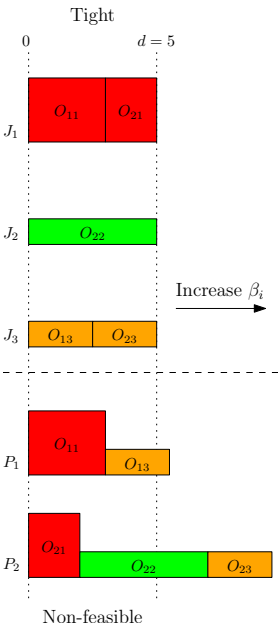 Tight
0 d = 5
O₁₁ O₂₁
J₁
J₂ O₂₂
Increase βᵢ
J₃ O₁₃ O₂₃
O₁₁
P₁ O₁₃
O₂₁
P₂ O₂₂ O₂₃
Non-feasible